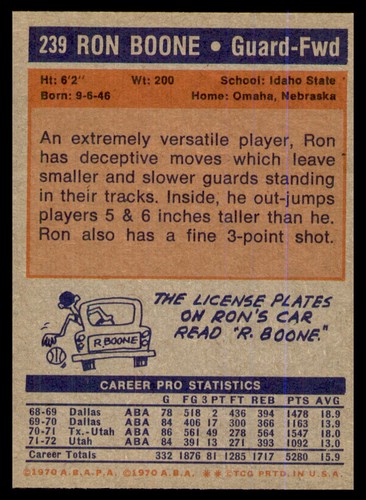 239 RON BOONE • Guard-Fwd
Ht: 6'2" Wt: 200 School: Idaho State
Born: 9-6-46 Home: Omaha, Nebraska
An extremely versatile player, Ron
has deceptive moves which leave
smaller and slower guards standing
in their tracks. Inside, he out-jumps
players 5 & 6 inches taller than he.
Ron also has a fine 3-point shot.
THE LICENSE PLATES
ON RON'S CAR
READ "R. BOONE."
R. BOONE
CAREER PRO STATISTICS
G FG 3 PT FT REB PTS AVG
68-69 Dallas ABA 78 518 2 436 394 1478 18.9
69-70 Dallas ABA 84 406 17 300 366 1163 13.9
70-71 Tx.-Utah ABA 86 561 49 278 564 1547 18.0
71-72 Utah ABA 84 391 13 271 393 1092 13.0
Career Totals 332 1876 81 1285 1717 5280 15.9
©1970 A.B.A.P.A. ©1970 A.B.A. ✱ ✱ ©TCG PRTD. IN U.S.A.